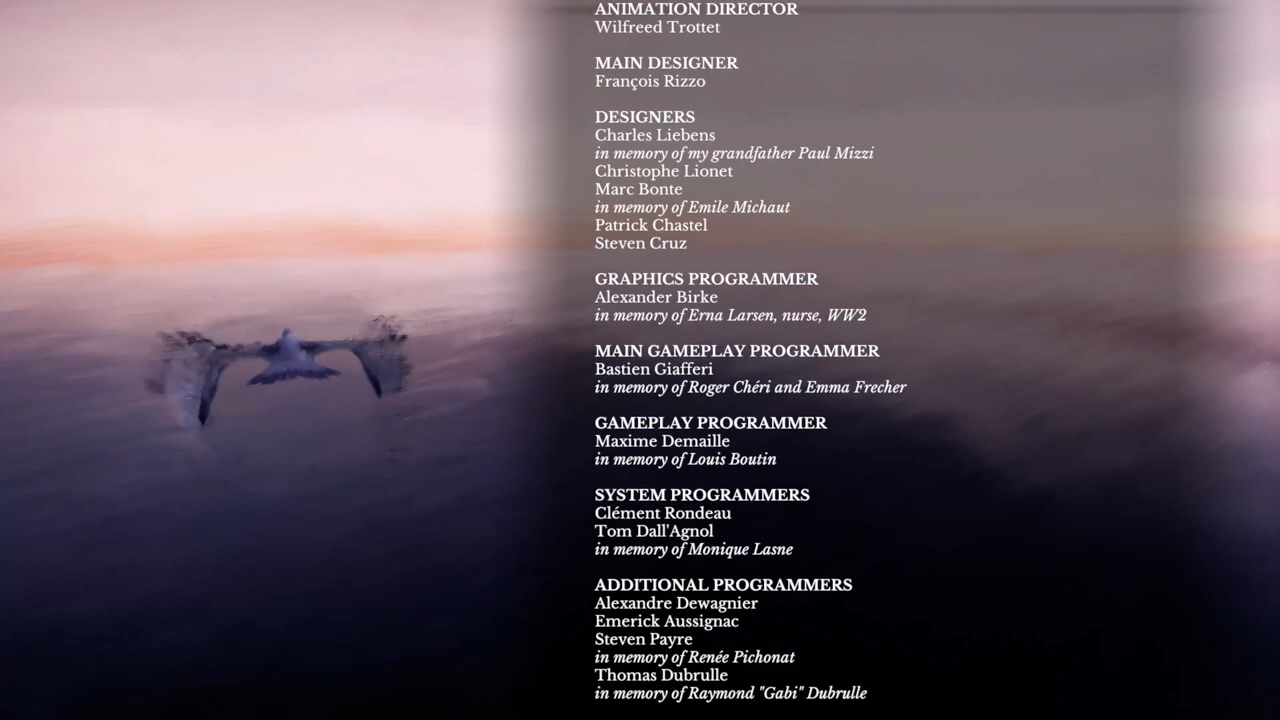 ANIMATION DIRECTOR
Wilfreed Trottet
MAIN DESIGNER
François Rizzo
DESIGNERS
Charles Liebens
in memory of my grandfather Paul Mizzi
Christophe Lionet
Marc Bonte
in memory of Emile Michaut
Patrick Chastel
Steven Cruz
GRAPHICS PROGRAMMER
Alexander Birke
in memory of Erna Larsen, nurse, WW2
MAIN GAMEPLAY PROGRAMMER
Bastien Giafferi
in memory of Roger Chéri and Emma Frecher
GAMEPLAY PROGRAMMER
Maxime Demaille
in memory of Louis Boutin
SYSTEM PROGRAMMERS
Clément Rondeau
Tom Dall'Agnol
in memory of Monique Lasne
ADDITIONAL PROGRAMMERS
Alexandre Dewagnier
Emerick Aussignac
Steven Payre
in memory of Renée Pichonat
Thomas Dubrulle
in memory of Raymond "Gabi" Dubrulle